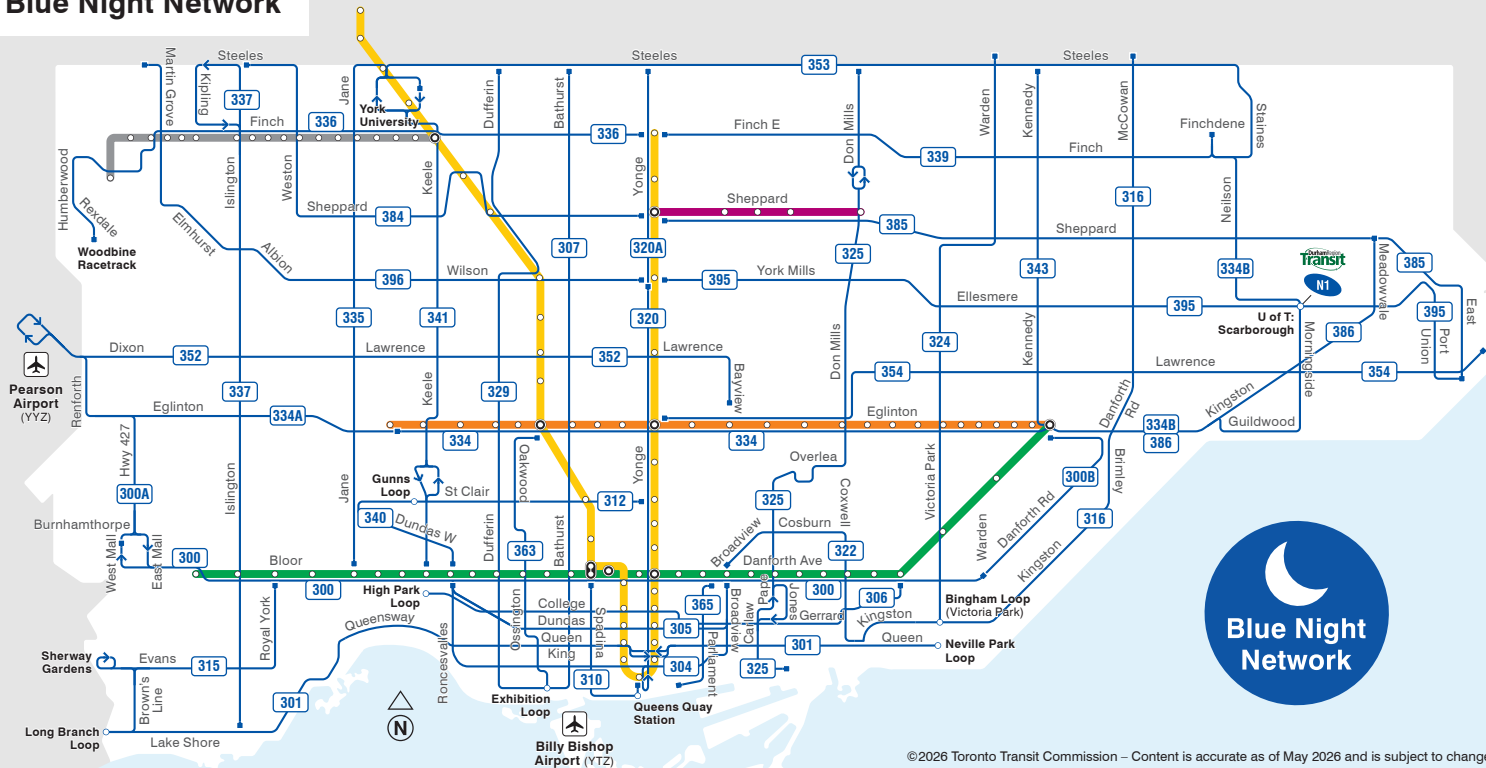 Blue Night Network
Steeles
Steeles
353
Steeles
Martin Grove
Kipling
337
Jane
York
University
Dufferin
Bathurst
Don Mills
Warden
Kennedy
McCowan
Staines
Finch
336
336
Finch E
Finchdene
339
Finch
Humberwood
Rexdale
Woodbine
Racetrack
Islington
Weston
Keele
Yonge
Sheppard
384
Sheppard
385
Sheppard
316
Neilson
Elmhurst
Albion
396
Wilson
307
320A
395
York Mills
325
343
334B
Durham Region
Transit
N1
Meadowvale
385
Ellesmere
395
395
U of T:
Scarborough
386
East
Port
Union
335
341
320
324
Kennedy
Morningside
Dixon
352
Lawrence
352
Lawrence
Don Mills
Lawrence
354
354
Pearson
Airport
(YYZ)
Renforth
337
Keele
329
Bayview
Danforth
Rd
Kingston
Eglinton
334A
334
334
Eglinton
334B
386
Guildwood
Hwy 427
300A
Islington
Jane
Gunns
Loop
St Clair
Oakwood
Yonge
312
Overlea
325
Coxwell
Victoria Park
300B
Brimley
316
Burnhamthorpe
340
Dundas W
Dufferin
363
Bathurst
Broadview
Cosburn
322
Warden
Danforth Rd
Kingston
West Mall
East Mall
300
Bloor
Danforth Ave
300
High Park
Loop
300
306
Bingham Loop
(Victoria Park)
Royal York
Queensway
Roncesvalles
Ossington
College
Dundas
Queen
King
Spadina
365
305
Parliament
Broadview
Carlaw
Pape
Jones
Gerrard
Kingston
Queen
301
Neville Park
Loop
Sherway
Gardens
Evans
315
304
325
310
Brown's
Line
301
Exhibition
Loop
Queens Quay
Station
Long Branch
Loop
Lake Shore
N
Billy Bishop
Airport (YTZ)
Blue Night
Network
©2026 Toronto Transit Commission – Content is accurate as of May 2026 and is subject to change